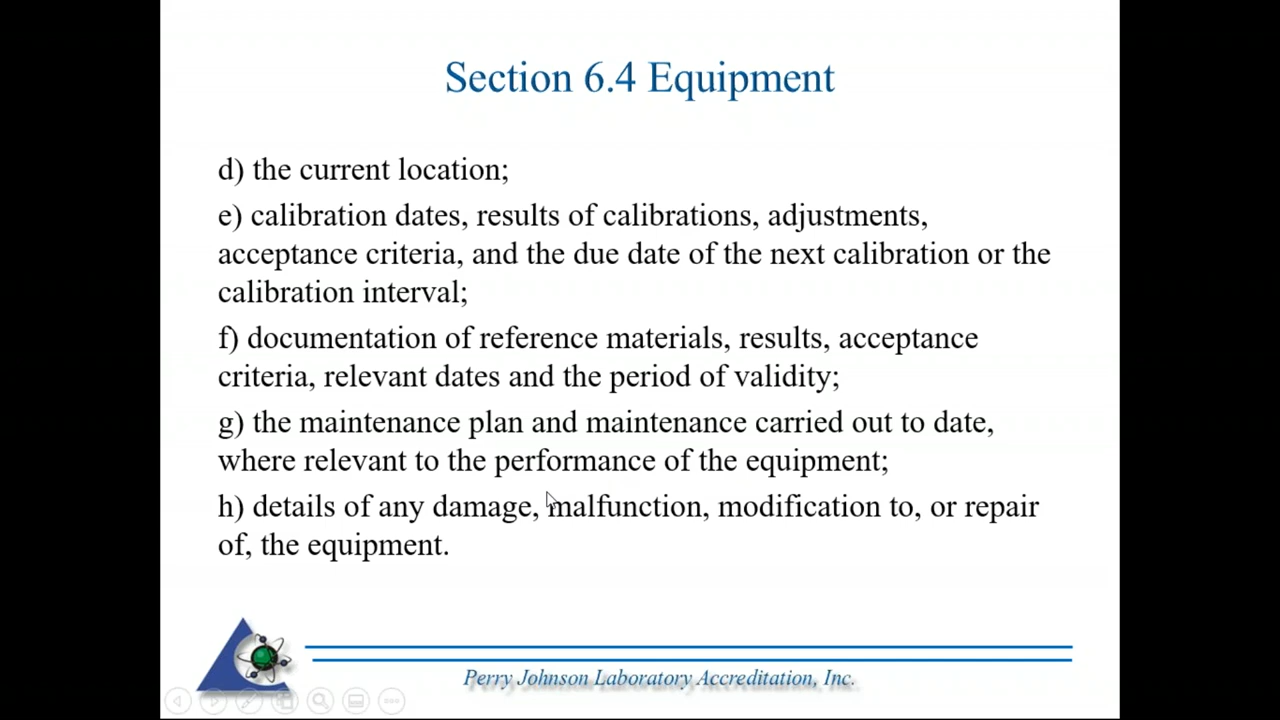 Section 6.4 Equipment
d) the current location;
e) calibration dates, results of calibrations, adjustments,
acceptance criteria, and the due date of the next calibration or the
calibration interval;
f) documentation of reference materials, results, acceptance
criteria, relevant dates and the period of validity;
g) the maintenance plan and maintenance carried out to date,
where relevant to the performance of the equipment;
h) details of any damage, malfunction, modification to, or repair
of, the equipment.
Perry Johnson Laboratory Accreditation, Inc.